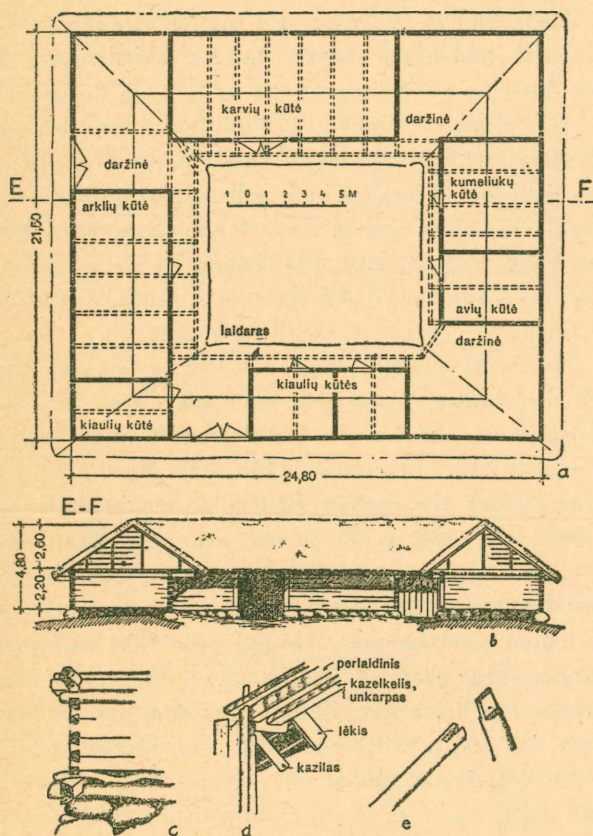 karvių kūtė
daržinė
daržinė
E
F
kumeliukų
kūtė
arklių kūtė
1 0 1 2 3 4 5 M
21,50
avių kūtė
laidaras
daržinė
kiaulių kūtės
kiaulių kūtė
24,80
a
E-F
4,80
2,60
2,20
b
perlaidinis
kazelkelis,
unkarpas
lėkis
kazilas
c
d
e